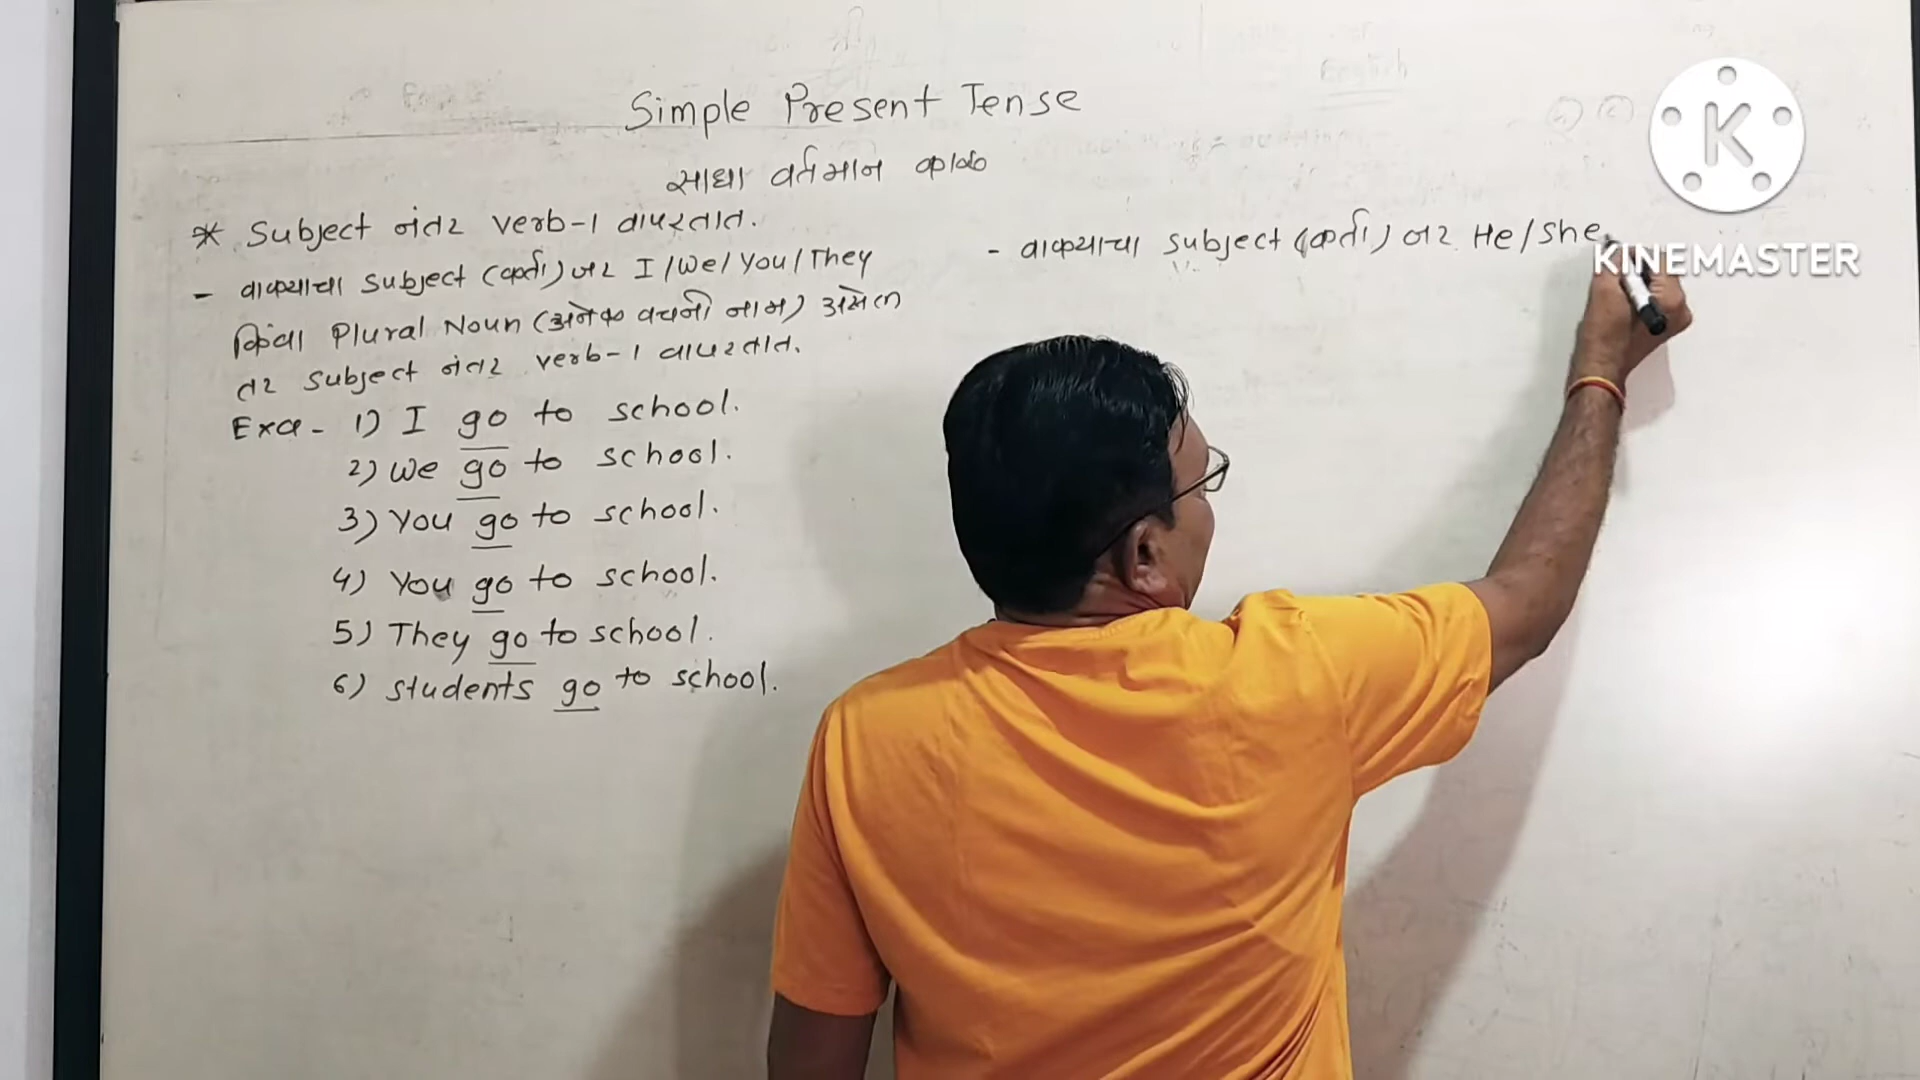 Simple Present Tense
साधा वर्तमान काळ
* Subject नंतर verb-1 वापरतात.
- वाक्याचा subject (कर्ता) जर I/We/You/They
किंवा Plural Noun (अनेक वचनी नाम) असेल
तर subject नंतर verb-1 वापरतात.
Exa- 1) I go to school.
2) We go to school.
3) You go to school.
4) You go to school.
5) They go to school.
6) students go to school.
- वाक्याचा subject (कर्ता) जर He/She
K
KINEMASTER
English